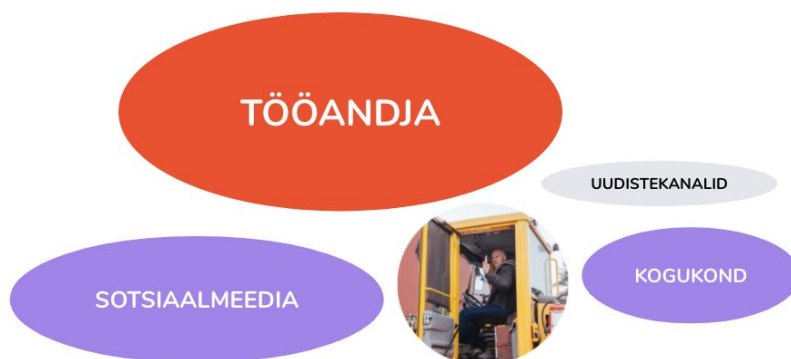 TÖÖANDJA
UUDISTEKANALID
SOTSIAALMEEDIA
KOGUKOND